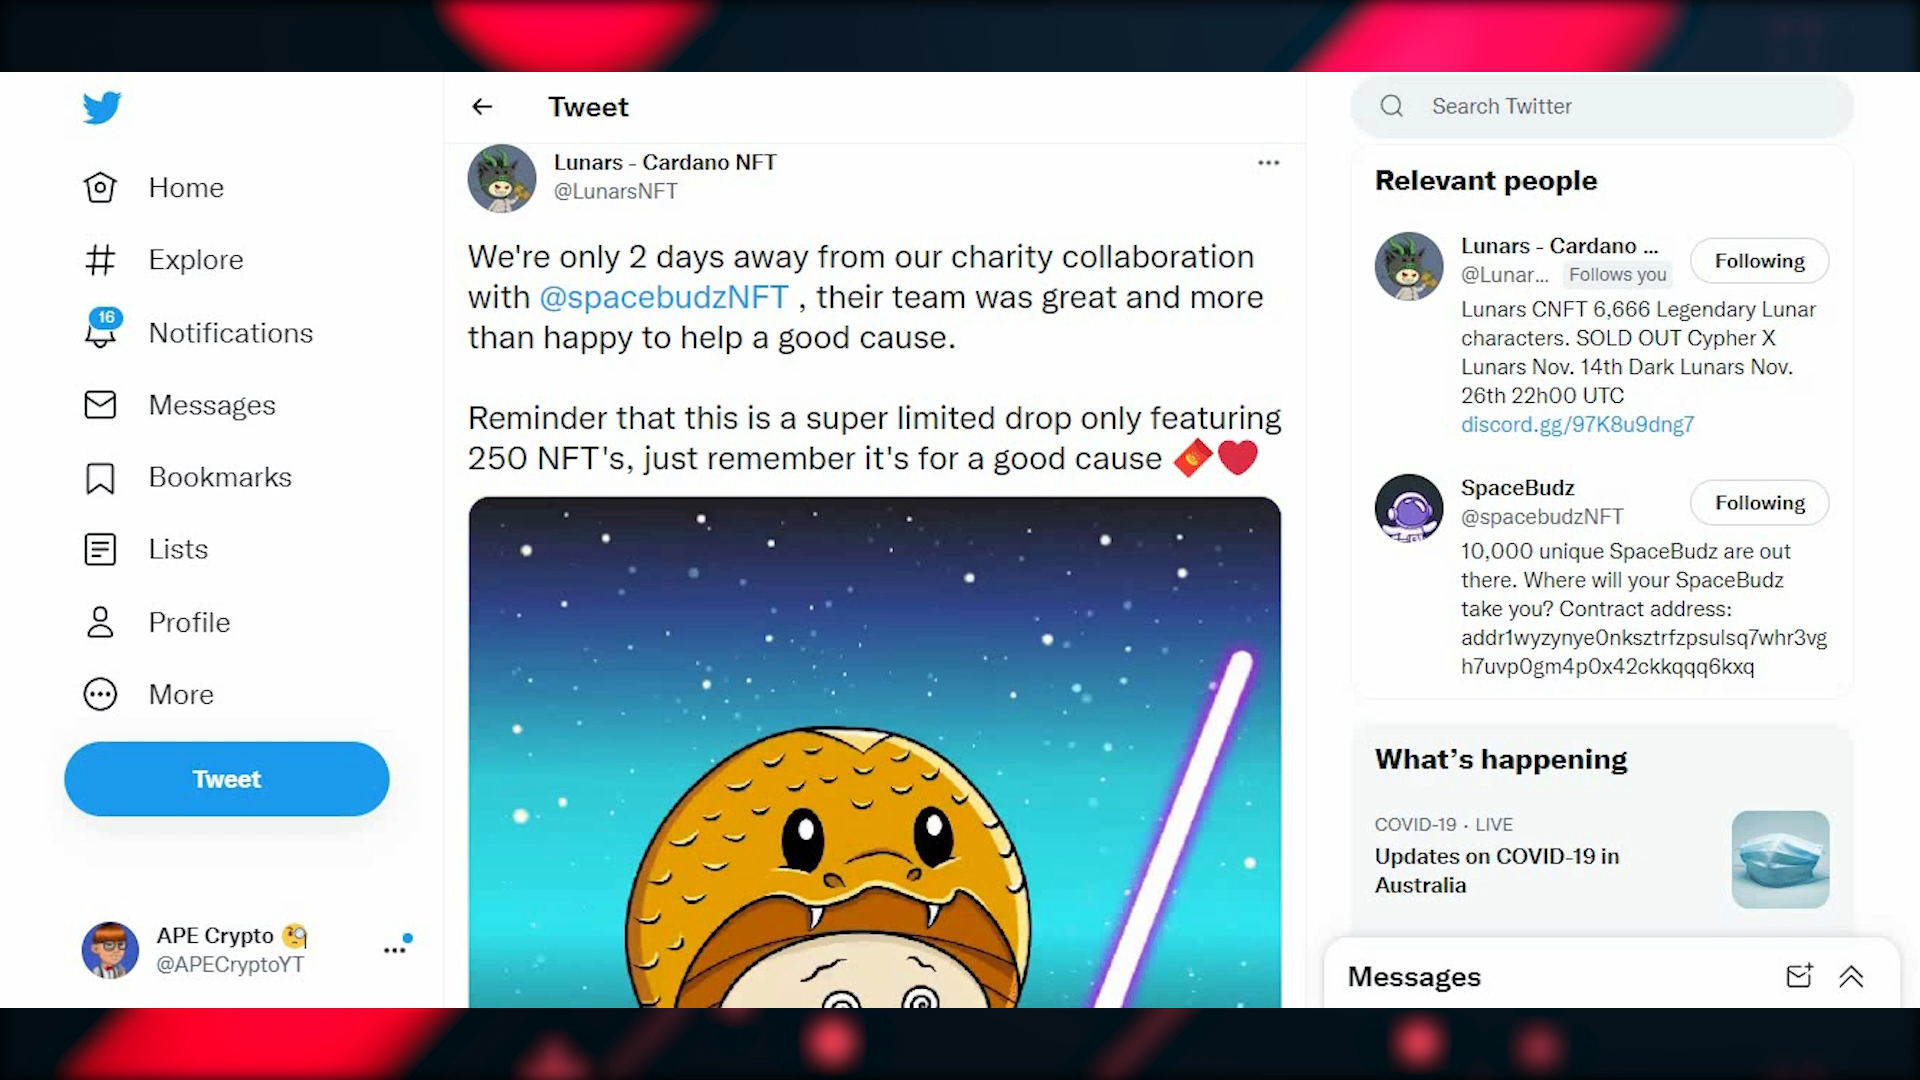 Home
Explore
16
Notifications
Messages
Bookmarks
Lists
Profile
More
Tweet
APE Crypto
@APECryptoYT
Tweet
Lunars - Cardano NFT
@LunarsNFT
We're only 2 days away from our charity collaboration
with @spacebudzNFT , their team was great and more
than happy to help a good cause.
Reminder that this is a super limited drop only featuring
250 NFT's, just remember it's for a good cause 🧧❤️
Search Twitter
Relevant people
Lunars - Cardano ...
@Lunar... Follows you
Following
Lunars CNFT 6,666 Legendary Lunar
characters. SOLD OUT Cypher X
Lunars Nov. 14th Dark Lunars Nov.
26th 22h00 UTC
discord.gg/97K8u9dng7
SpaceBudz
@spacebudzNFT
Following
10,000 unique SpaceBudz are out
there. Where will your SpaceBudz
take you? Contract address:
addr1wyzynye0nksztrfzpsulsq7whr3vg
h7uvp0gm4p0x42ckkqqq6kxq
What's happening
COVID-19 · LIVE
Updates on COVID-19 in
Australia
Messages